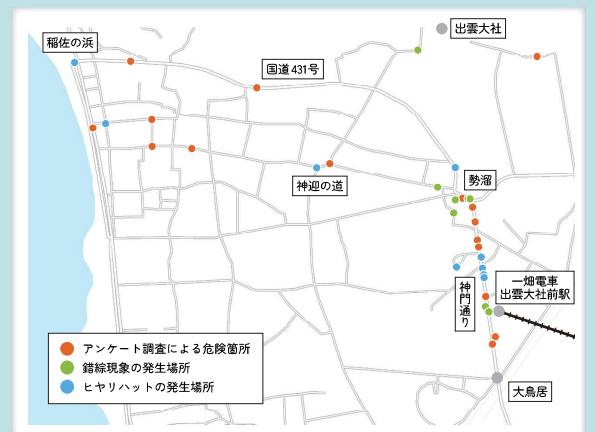 出雲大社
稲佐の浜
国道431号
神迎の道
勢溜
一畑電車
出雲大社前駅
神門通り
アンケート調査による危険箇所
錯綜現象の発生場所
ヒヤリハットの発生場所
大鳥居